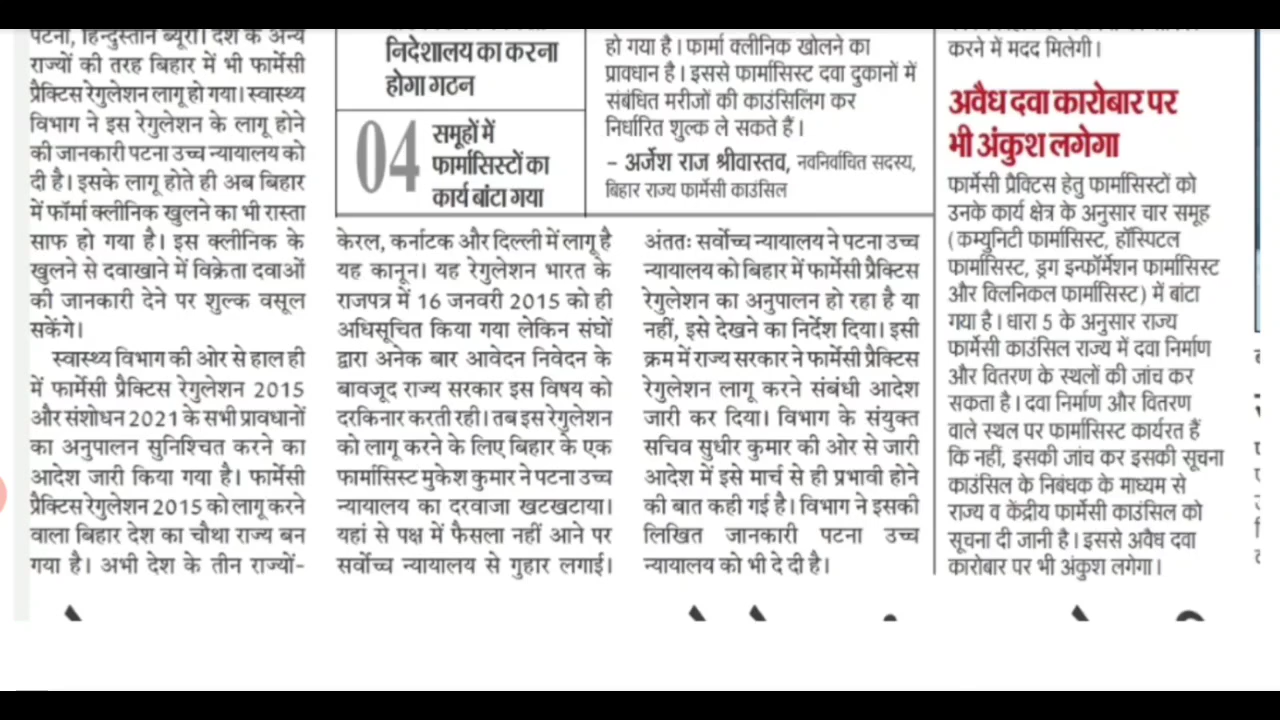 पटना, हिन्दुस्तान ब्यूरो। देश के अन्य
राज्यों की तरह बिहार में भी फार्मेसी
प्रैक्टिस रेगुलेशन लागू हो गया। स्वास्थ्य
विभाग ने इस रेगुलेशन के लागू होने
की जानकारी पटना उच्च न्यायालय को
दी है। इसके लागू होते ही अब बिहार
में फॉर्मा क्लीनिक खुलने का भी रास्ता
साफ हो गया है। इस क्लीनिक के
खुलने से दवाखाने में विक्रेता दवाओं
की जानकारी देने पर शुल्क वसूल
सकेंगे।
स्वास्थ्य विभाग की ओर से हाल ही
में फार्मेसी प्रैक्टिस रेगुलेशन 2015
और संशोधन 2021 के सभी प्रावधानों
का अनुपालन सुनिश्चित करने का
आदेश जारी किया गया है। फार्मेसी
प्रैक्टिस रेगुलेशन 2015 को लागू करने
वाला बिहार देश का चौथा राज्य बन
गया है। अभी देश के तीन राज्यों-
निदेशालय का करना
होगा गठन
04
समूहों में
फार्मासिस्टों का
कार्य बांटा गया
हो गया है। फार्मा क्लीनिक खोलने का
प्रावधान है। इससे फार्मासिस्ट दवा दुकानों में
संबंधित मरीजों की काउंसिलिंग कर
निर्धारित शुल्क ले सकते हैं।
– अर्जेश राज श्रीवास्तव, नवनिर्वाचित सदस्य,
बिहार राज्य फार्मेसी काउंसिल
केरल, कर्नाटक और दिल्ली में लागू है
यह कानून। यह रेगुलेशन भारत के
राजपत्र में 16 जनवरी 2015 को ही
अधिसूचित किया गया लेकिन संघों
द्वारा अनेक बार आवेदन निवेदन के
बावजूद राज्य सरकार इस विषय को
दरकिनार करती रही। तब इस रेगुलेशन
को लागू करने के लिए बिहार के एक
फार्मासिस्ट मुकेश कुमार ने पटना उच्च
न्यायालय का दरवाजा खटखटाया।
यहां से पक्ष में फैसला नहीं आने पर
सर्वोच्च न्यायालय से गुहार लगाई।
अंततः सर्वोच्च न्यायालय ने पटना उच्च
न्यायालय को बिहार में फार्मेसी प्रैक्टिस
रेगुलेशन का अनुपालन हो रहा है या
नहीं, इसे देखने का निर्देश दिया। इसी
क्रम में राज्य सरकार ने फार्मेसी प्रैक्टिस
रेगुलेशन लागू करने संबंधी आदेश
जारी कर दिया। विभाग के संयुक्त
सचिव सुधीर कुमार की ओर से जारी
आदेश में इसे मार्च से ही प्रभावी होने
की बात कही गई है। विभाग ने इसकी
लिखित जानकारी पटना उच्च
न्यायालय को भी दे दी है।
करने में मदद मिलेगी।
अवैध दवा कारोबार पर
भी अंकुश लगेगा
फार्मेसी प्रैक्टिस हेतु फार्मासिस्टों को
उनके कार्य क्षेत्र के अनुसार चार समूह
(कम्युनिटी फार्मासिस्ट, हॉस्पिटल
फार्मासिस्ट, ड्रग इन्फॉर्मेशन फार्मासिस्ट
और क्लिनिकल फार्मासिस्ट) में बांटा
गया है। धारा 5 के अनुसार राज्य
फार्मेसी काउंसिल राज्य में दवा निर्माण
और वितरण के स्थलों की जांच कर
सकता है। दवा निर्माण और वितरण
वाले स्थल पर फार्मासिस्ट कार्यरत हैं
कि नहीं, इसकी जांच कर इसकी सूचना
काउंसिल के निबंधक के माध्यम से
राज्य व केंद्रीय फार्मेसी काउंसिल को
सूचना दी जानी है। इससे अवैध दवा
कारोबार पर भी अंकुश लगेगा।